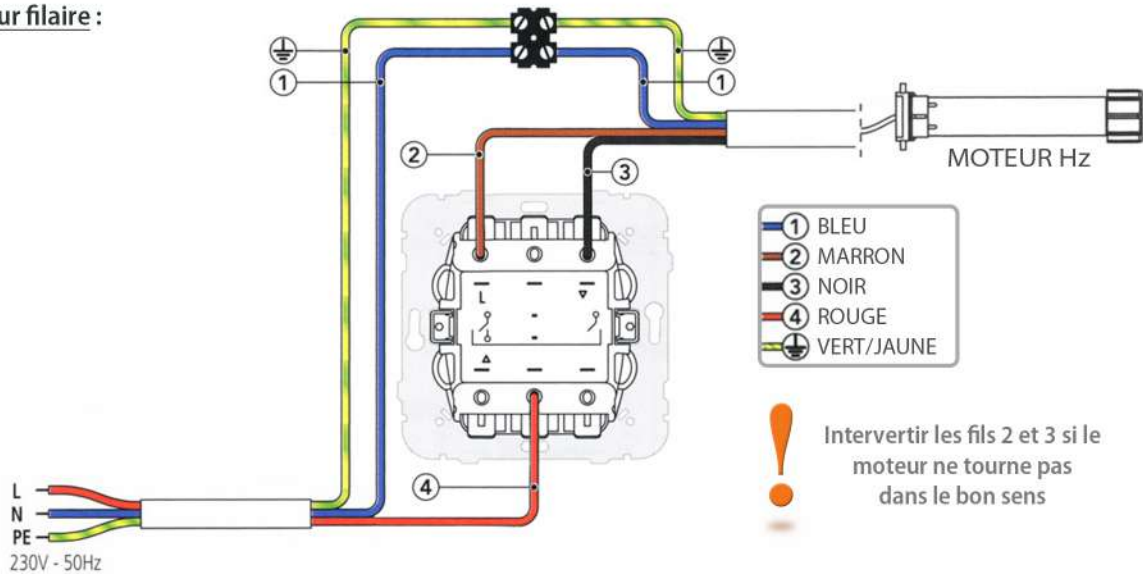 ur filaire :
1
1
2
3
MOTEUR Hz
1 BLEU
2 MARRON
3 NOIR
4 ROUGE
VERT/JAUNE
L
4
Intervertir les fils 2 et 3 si le
moteur ne tourne pas
dans le bon sens
L
N
PE
230V - 50Hz